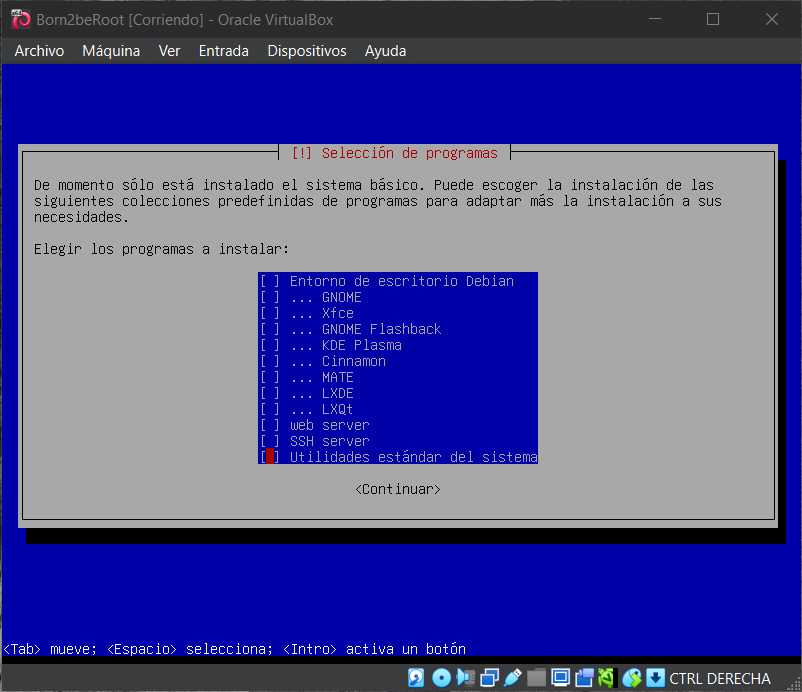 Born2beRoot [Corriendo] - Oracle VirtualBox
Archivo Máquina Ver Entrada Dispositivos Ayuda
[!] Selección de programas
De momento sólo está instalado el sistema básico. Puede escoger la instalación de las
siguientes colecciones predefinidas de programas para adaptar más la instalación a sus
necesidades.
Elegir los programas a instalar:
[ ] Entorno de escritorio Debian
[ ] ... GNOME
[ ] ... Xfce
[ ] ... GNOME Flashback
[ ] ... KDE Plasma
[ ] ... Cinnamon
[ ] ... MATE
[ ] ... LXDE
[ ] ... LXQt
[ ] web server
[ ] SSH server
[ ] Utilidades estándar del sistema
<Continuar>
<Tab> mueve; <Espacio> selecciona; <Intro> activa un botón
CTRL DERECHA